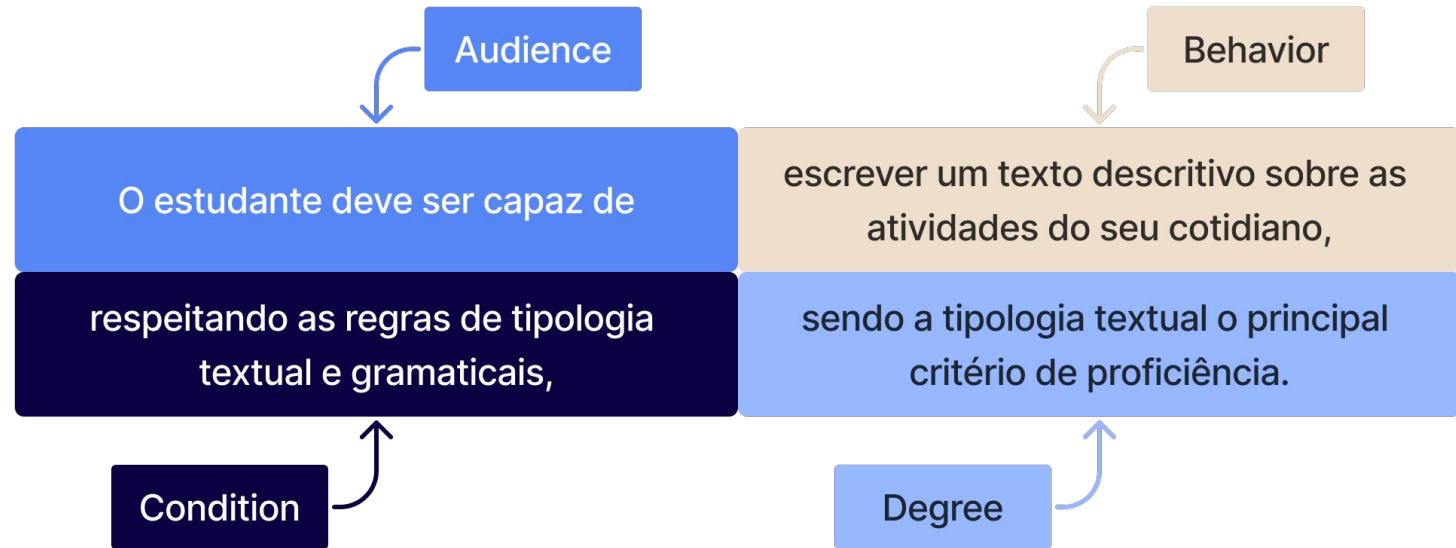 Audience
Behavior
O estudante deve ser capaz de
escrever um texto descritivo sobre as
atividades do seu cotidiano,
respeitando as regras de tipologia
textual e gramaticais,
sendo a tipologia textual o principal
critério de proficiência.
Condition
Degree